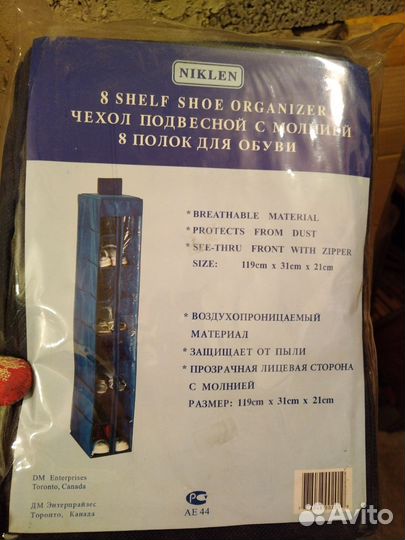 NIKLEN
8 SHELF SHOE ORGANIZER
ЧЕХОЛ ПОДВЕСНОЙ С МОЛНИЕЙ
8 ПОЛОК ДЛЯ ОБУВИ
* BREATHABLE MATERIAL
* PROTECTS FROM DUST
* SEE-THRU FRONT WITH ZIPPER
SIZE: 119cm x 31cm x 21cm
* ВОЗДУХОПРОНИЦАЕМЫЙ
МАТЕРИАЛ
* ЗАЩИЩАЕТ ОТ ПЫЛИ
* ПРОЗРАЧНАЯ ЛИЦЕВАЯ СТОРОНА
С МОЛНИЕЙ
РАЗМЕР: 119cm x 31cm x 21cm
DM Enterprises
Toronto, Canada
ДМ Энтерпрайзес
Торонто, Канада
РС
АЕ 44
Avito